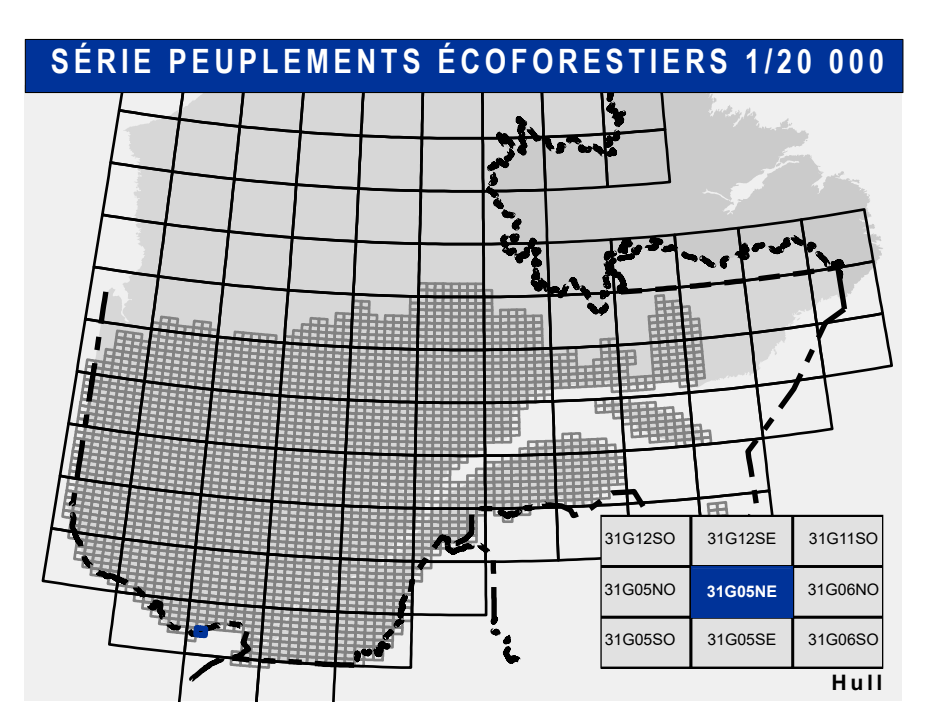 SÉRIE PEUPLEMENTS ÉCOFORESTIERS 1/20 000
31G12SO 31G12SE 31G11SO
31G05NO 31G05NE 31G06NO
31G05SO 31G05SE 31G06SO
Hull